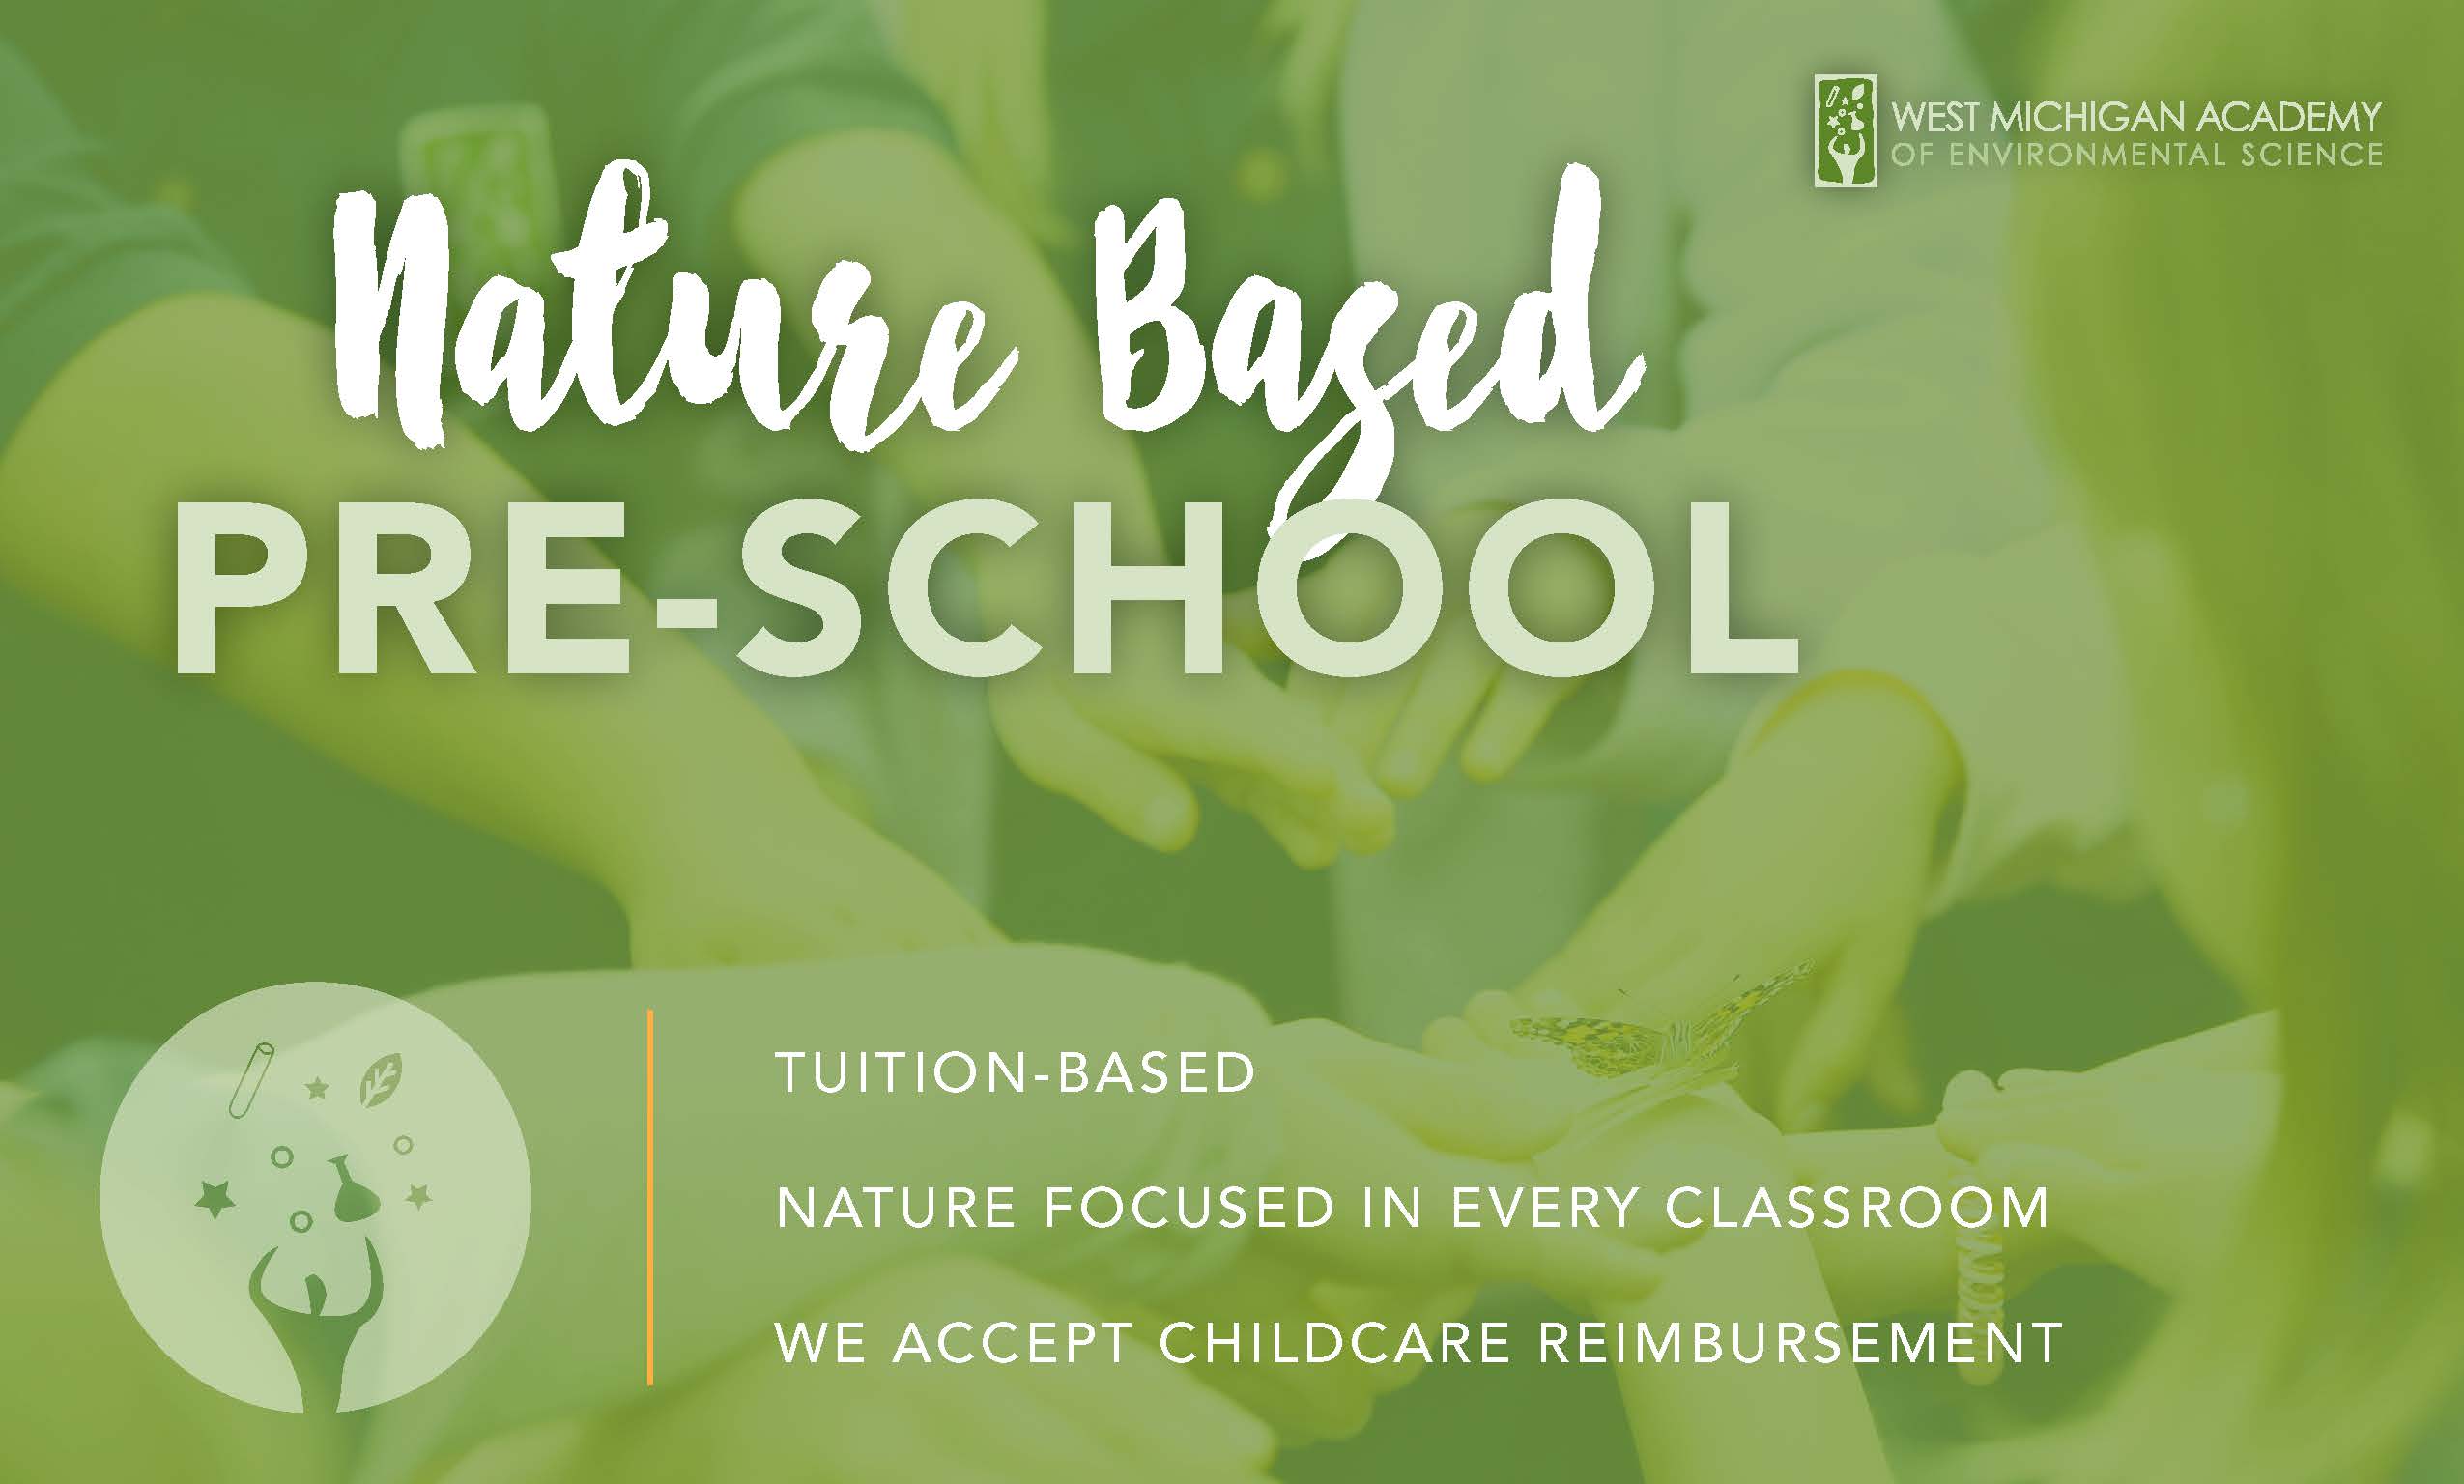 WEST MICHIGAN ACADEMY
OF ENVIRONMENTAL SCIENCE
Nature Based
PRE-SCHOOL
TUITION-BASED
NATURE FOCUSED IN EVERY CLASSROOM
WE ACCEPT CHILDCARE REIMBURSEMENT